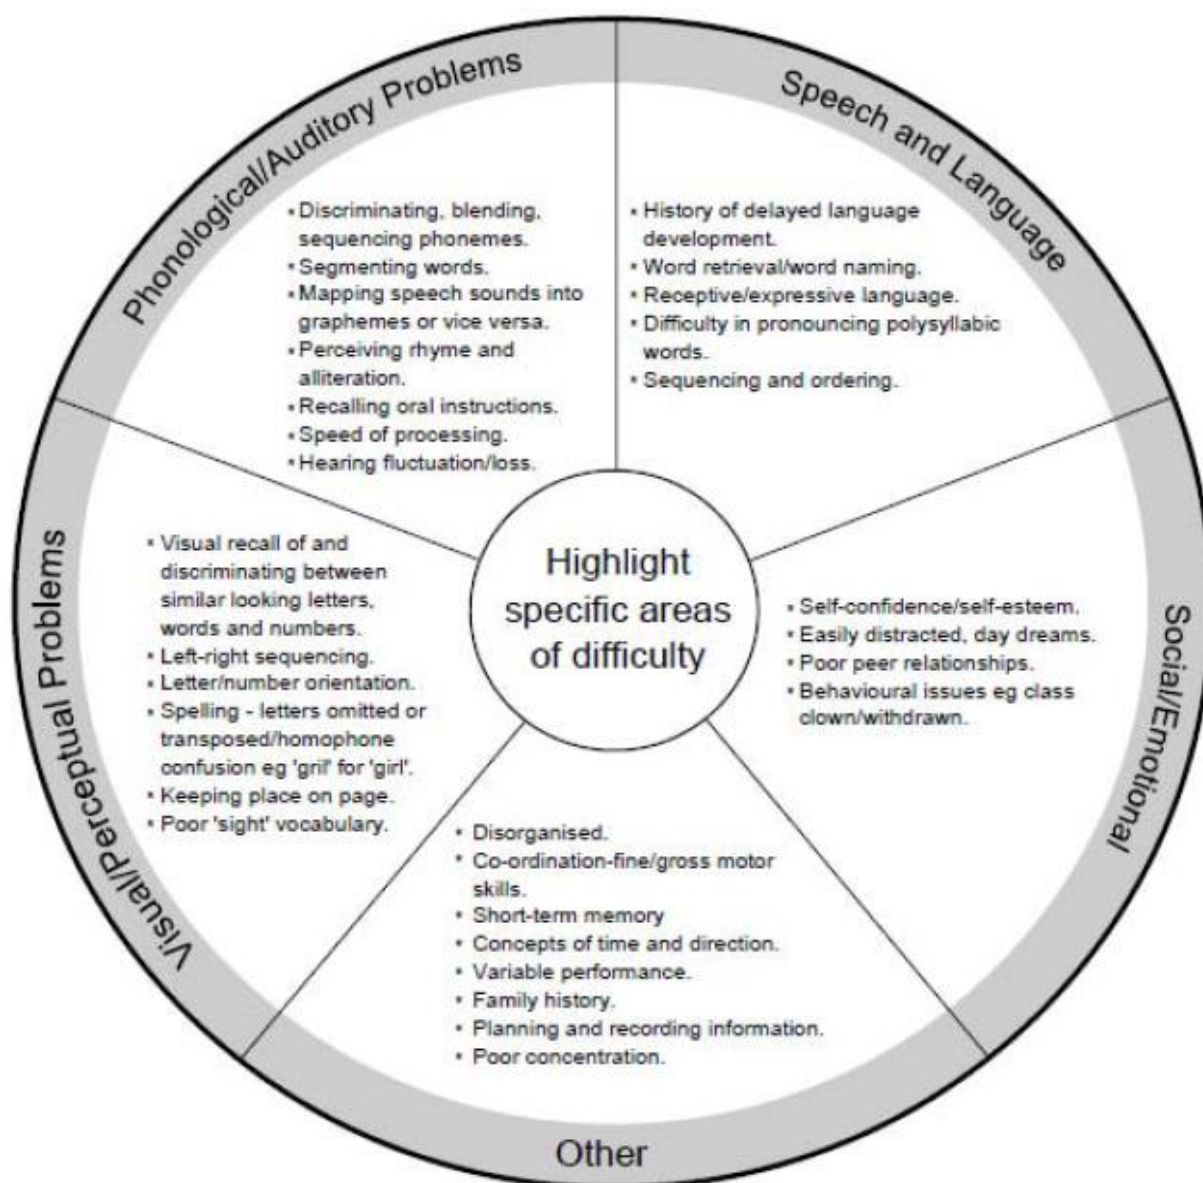 Phonological/Auditory Problems
▪ Discriminating, blending,
sequencing phonemes.
▪ Segmenting words.
▪ Mapping speech sounds into
graphemes or vice versa.
▪ Perceiving rhyme and
alliteration.
▪ Recalling oral instructions.
▪ Speed of processing.
▪ Hearing fluctuation/loss.
Speech and Language
▪ History of delayed language
development.
▪ Word retrieval/word naming.
▪ Receptive/expressive language.
▪ Difficulty in pronouncing polysyllabic
words.
▪ Sequencing and ordering.
Visual/Perceptual Problems
▪ Visual recall of and
discriminating between
similar looking letters,
words and numbers.
▪ Left-right sequencing.
▪ Letter/number orientation.
▪ Spelling - letters omitted or
transposed/homophone
confusion eg 'gril' for 'girl'.
▪ Keeping place on page.
▪ Poor 'sight' vocabulary.
Highlight
specific areas
of difficulty
Social/Emotional
▪ Self-confidence/self-esteem.
▪ Easily distracted, day dreams.
▪ Poor peer relationships.
▪ Behavioural issues eg class
clown/withdrawn.
▪ Disorganised.
▪ Co-ordination-fine/gross motor
skills.
▪ Short-term memory
▪ Concepts of time and direction.
▪ Variable performance.
▪ Family history.
▪ Planning and recording information.
▪ Poor concentration.
Other